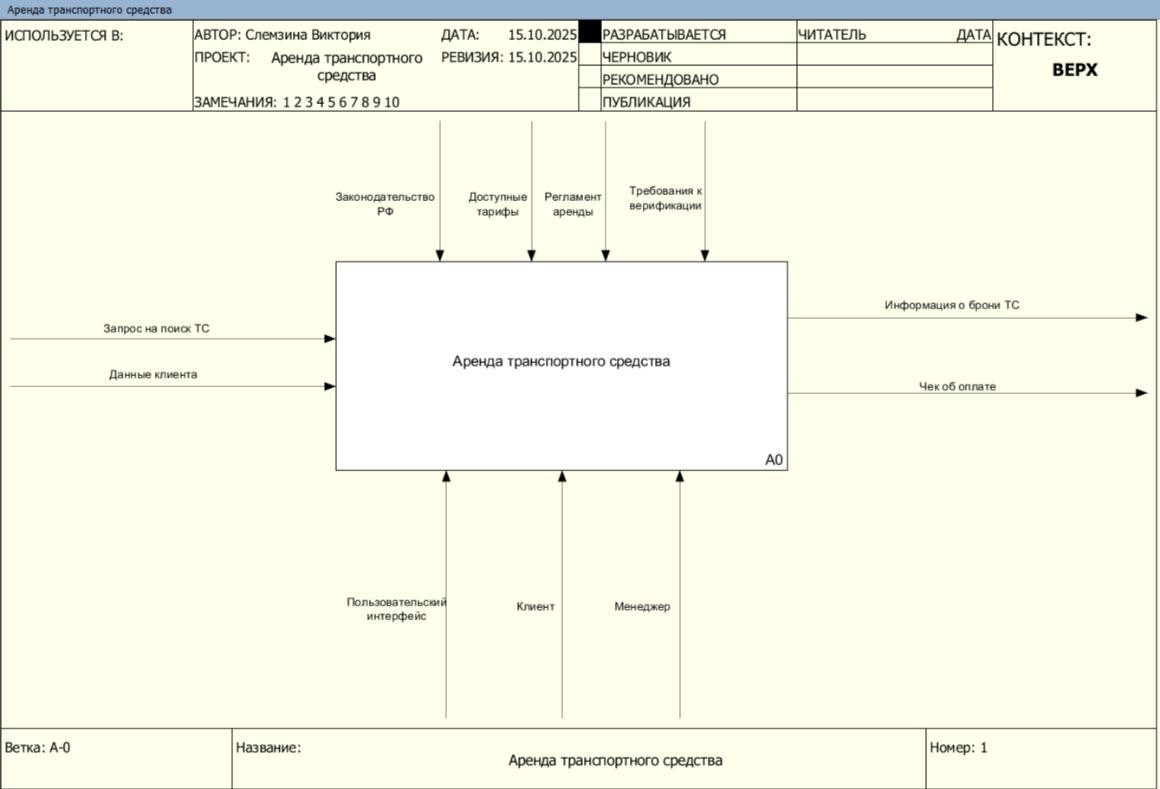 Аренда транспортного средства
ИСПОЛЬЗУЕТСЯ В:
АВТОР: Слемзина Виктория
ДАТА: 15.10.2025
ПРОЕКТ: Аренда транспортного
средства
РЕВИЗИЯ: 15.10.2025
ЗАМЕЧАНИЯ: 1 2 3 4 5 6 7 8 9 10
РАЗРАБАТЫВАЕТСЯ
ЧЕРНОВИК
РЕКОМЕНДОВАНО
ПУБЛИКАЦИЯ
ЧИТАТЕЛЬ ДАТА
КОНТЕКСТ:
ВЕРХ
Законодательство
РФ
Доступные
тарифы
Регламент
аренды
Требования к
верификации
Запрос на поиск ТС
Данные клиента
Аренда транспортного средства
A0
Информация о брони ТС
Чек об оплате
Пользовательский
интерфейс
Клиент
Менеджер
Ветка: A-0
Название:
Аренда транспортного средства
Номер: 1